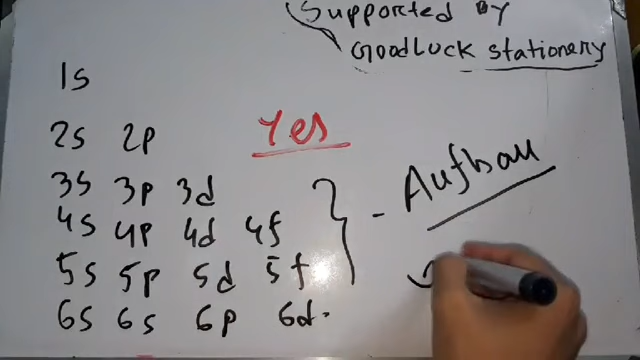 Supported by
Goodluck stationery
1s
2s 2p
Yes
3s 3p 3d
4s 4p 4d 4f
5s 5p 5d 5f
6s 6s 6p 6d.
- Aufbau